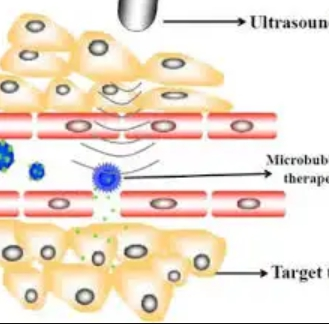 Ultrasoun
Microbub
therape
Target t